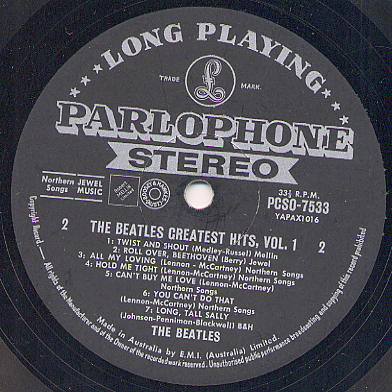 ★ LONG PLAYING ★
TRADE MARK.
£
PARLOPHONE
STEREO
Northern Songs
JEWEL MUSIC
33⅓ R.P.M.
PCSO-7533
YAPAX1016
2
2
THE BEATLES GREATEST HITS, VOL. 1
1: TWIST AND SHOUT (Medley-Russel) Mellin
2: ROLL OVER, BEETHOVEN (Berry) Jewel
3: ALL MY LOVING (Lennon-McCartney) Northern Songs
4: HOLD ME TIGHT (Lennon-McCartney) Northern Songs
5: CAN'T BUY ME LOVE (Lennon-McCartney)
Northern Songs
6: YOU CAN'T DO THAT
(Lennon-McCartney) Northern Songs
7: LONG, TALL SALLY
(Johnson-Penniman-Blackwell) B&H
THE BEATLES
Made in Australia by E.M.I. (Australia) Limited.
Copyright Record. All rights of the Manufacturer and of the Owner of the recorded work reserved. Unauthorised public performance broadcasting and copying of this record prohibited